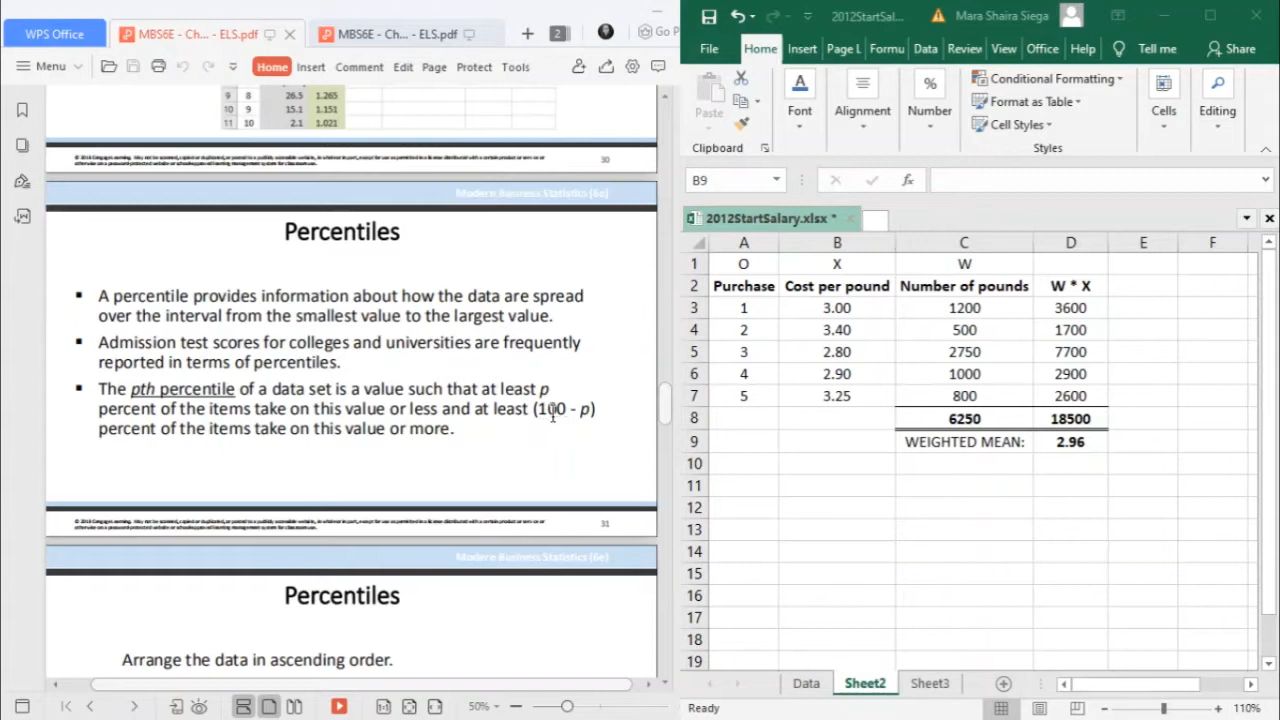 WPS Office
MBS6E - Ch... - ELS.pdf
MBS6E - Ch... - ELS.pdf
2
Go P
Menu
Home
Insert
Comment
Edit
Page
Protect
Tools
9 8 26.5 1.265
10 9 15.1 1.151
11 10 2.1 1.021
30
Modern Business Statistics (6e)
Percentiles
▪ A percentile provides information about how the data are spread
over the interval from the smallest value to the largest value.
▪ Admission test scores for colleges and universities are frequently
reported in terms of percentiles.
▪ The pth percentile of a data set is a value such that at least p
percent of the items take on this value or less and at least (100 - p)
percent of the items take on this value or more.
31
Modern Business Statistics (6e)
Percentiles
Arrange the data in ascending order.
50%
2012StartSal...
Mara Shaira Siega
File
Home
Insert
Page L
Formu
Data
Review
View
Office
Help
Tell me
Share
Paste
Clipboard
Font
Alignment
%
Number
Conditional Formatting
Format as Table
Cell Styles
Styles
Cells
Editing
B9
fx
2012StartSalary.xlsx *
A B C D E F
1 O X W
2 Purchase Cost per pound Number of pounds W * X
3 1 3.00 1200 3600
4 2 3.40 500 1700
5 3 2.80 2750 7700
6 4 2.90 1000 2900
7 5 3.25 800 2600
8 6250 18500
9 WEIGHTED MEAN: 2.96
10
11
12
13
14
15
16
17
18
19
Data
Sheet2
Sheet3
Ready
110%